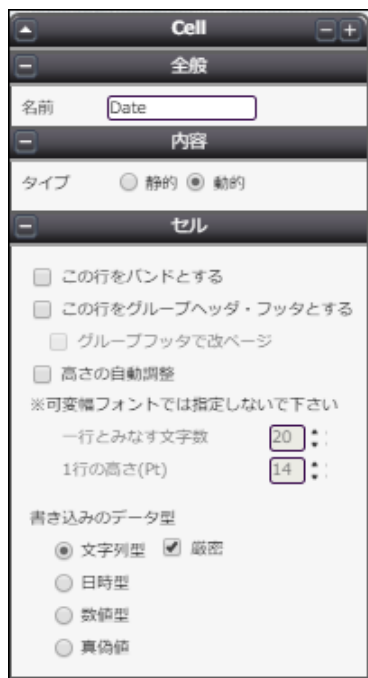 Cell
全般
名前 Date
内容
タイプ 静的 動的
セル
この行をバンドとする
この行をグループヘッダ・フッタとする
グループフッタで改ページ
高さの自動調整
※可変幅フォントでは指定しないで下さい
一行とみなす文字数 20
1行の高さ(Pt) 14
書き込みのデータ型
文字列型 厳密
日時型
数値型
真偽値